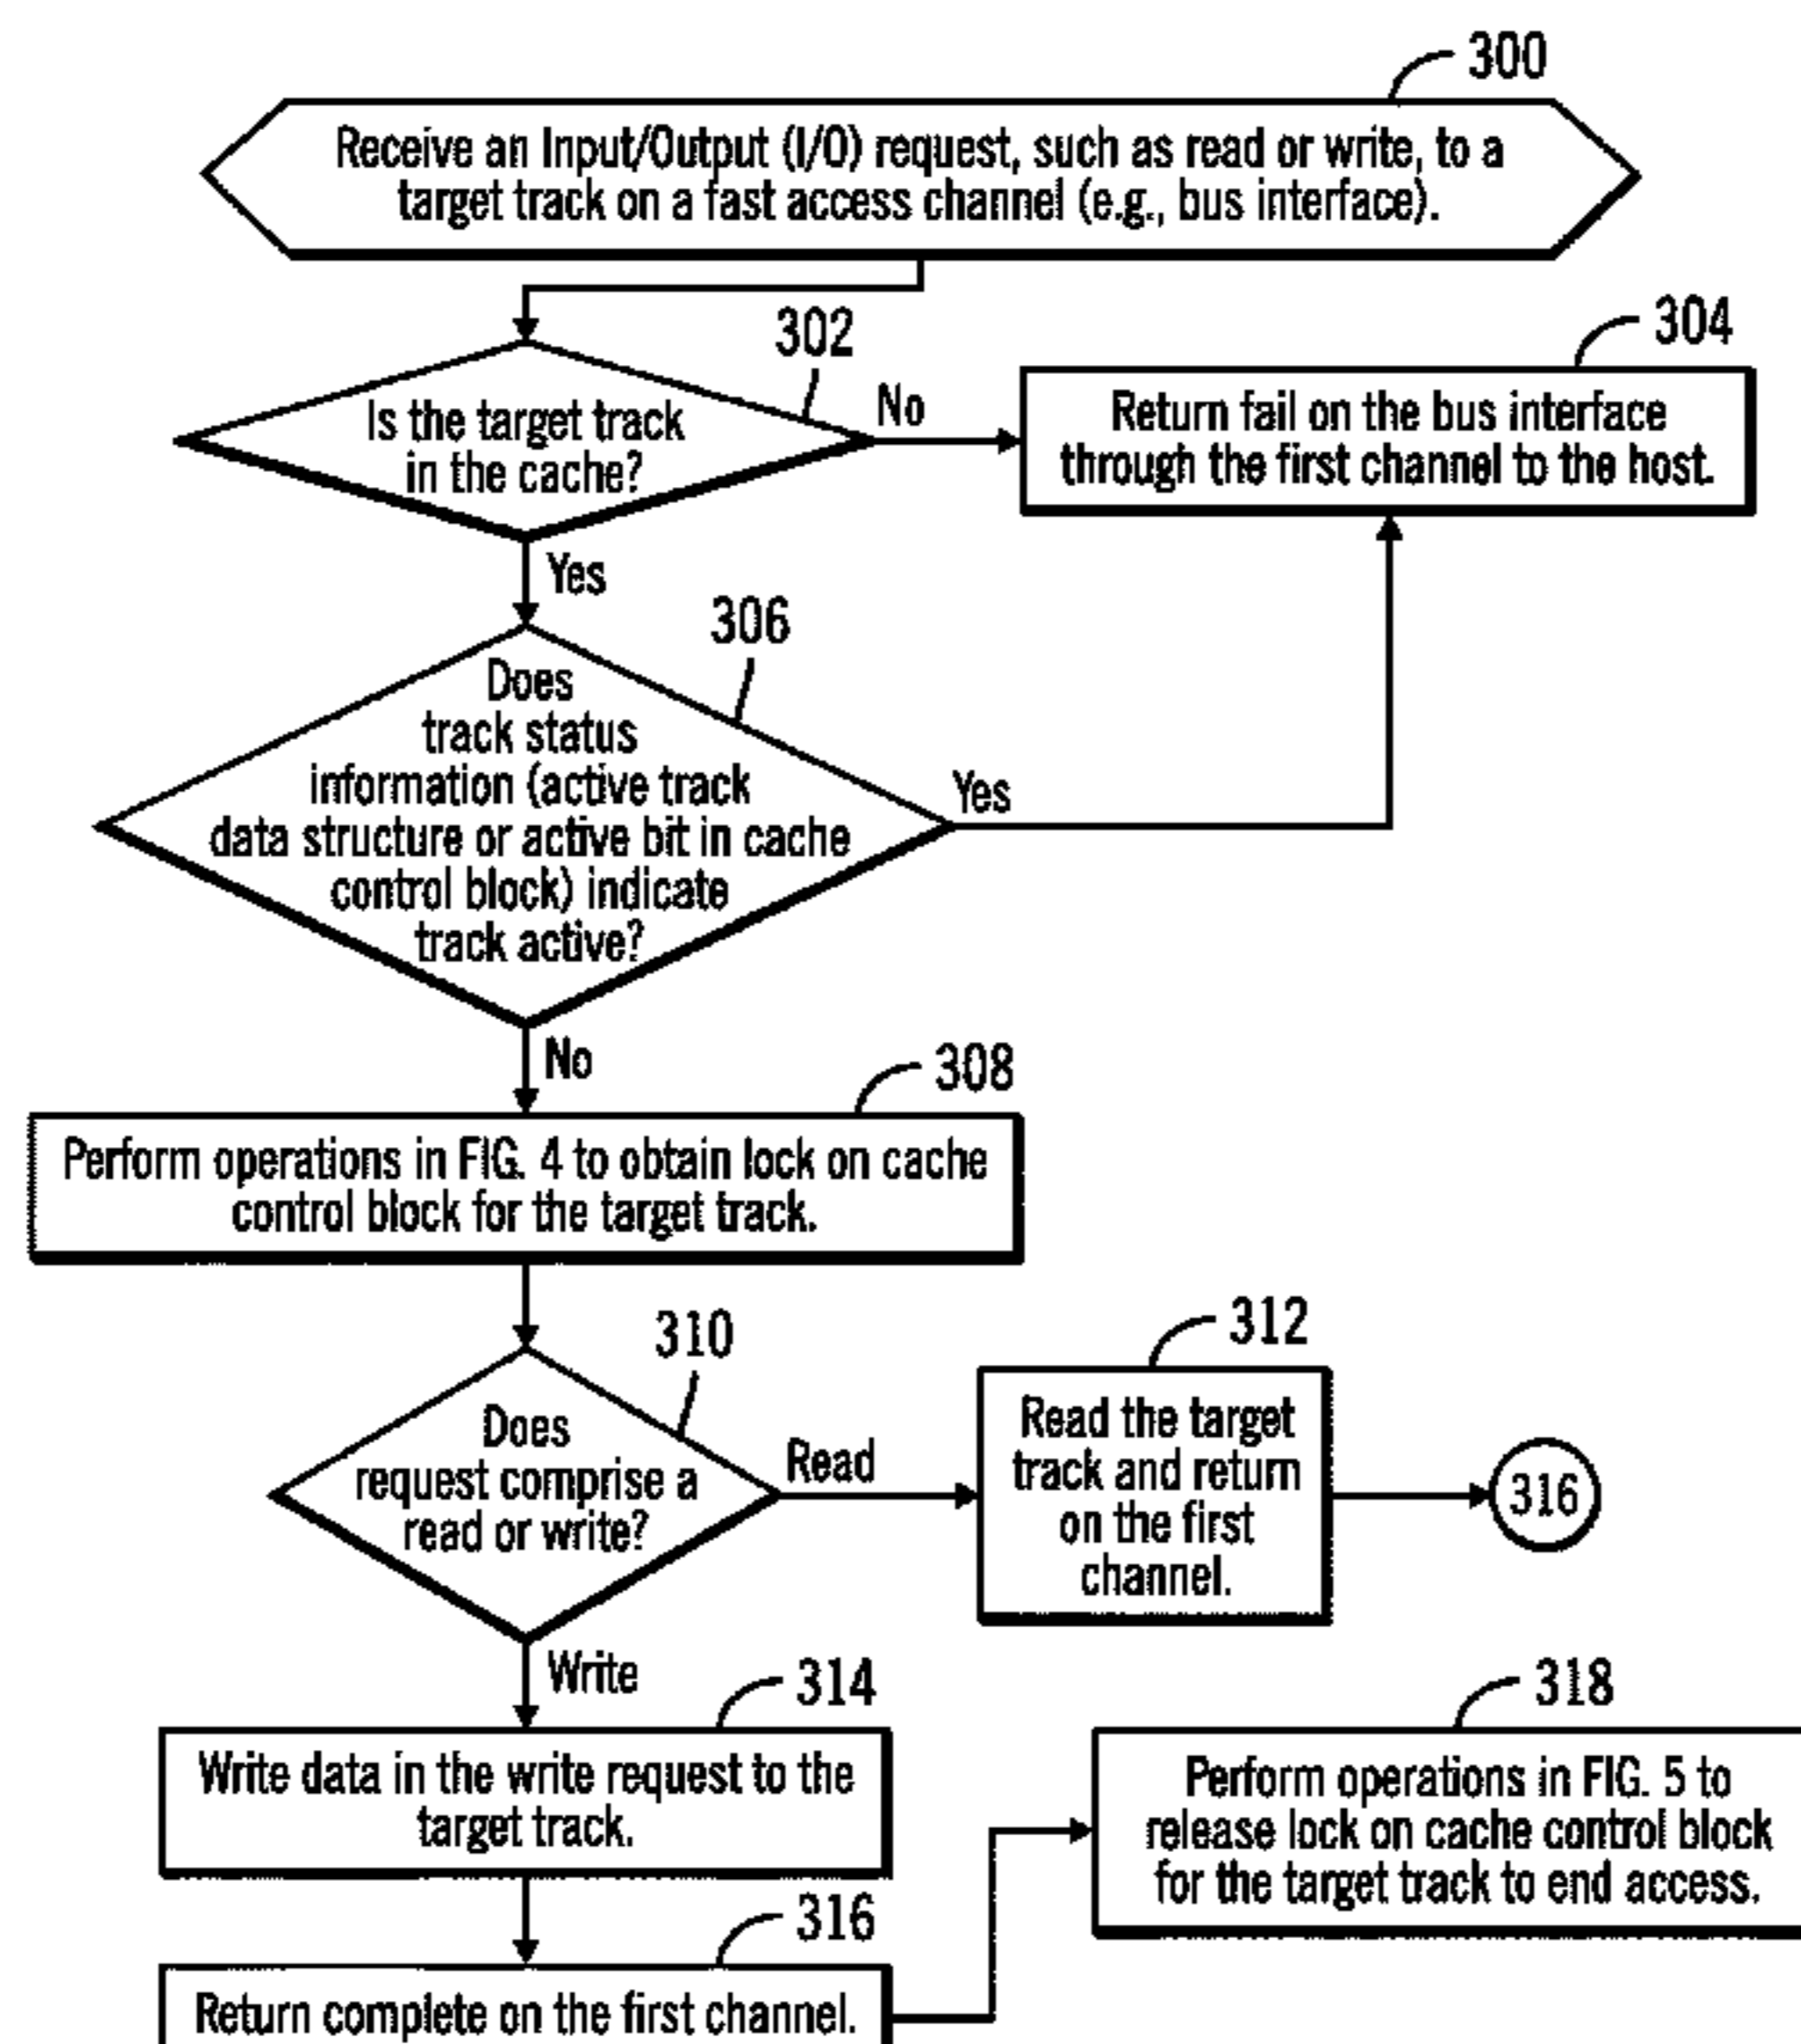 300
Receive an Input/Output (I/O) request, such as read or write, to a
target track on a fast access channel (e.g., bus interface).
302
Is the target track
in the cache?
No
304
Return fail on the bus interface
through the first channel to the host.
Yes
306
Does
track status
information (active track
data structure or active bit in cache
control block) indicate
track active?
Yes
No
308
Perform operations in FIG. 4 to obtain lock on cache
control block for the target track.
310
Does
request comprise a
read or write?
Read
312
Read the target
track and return
on the first
channel.
316
Write
314
Write data in the write request to the
target track.
316
Return complete on the first channel.
318
Perform operations in FIG. 5 to
release lock on cache control block
for the target track to end access.